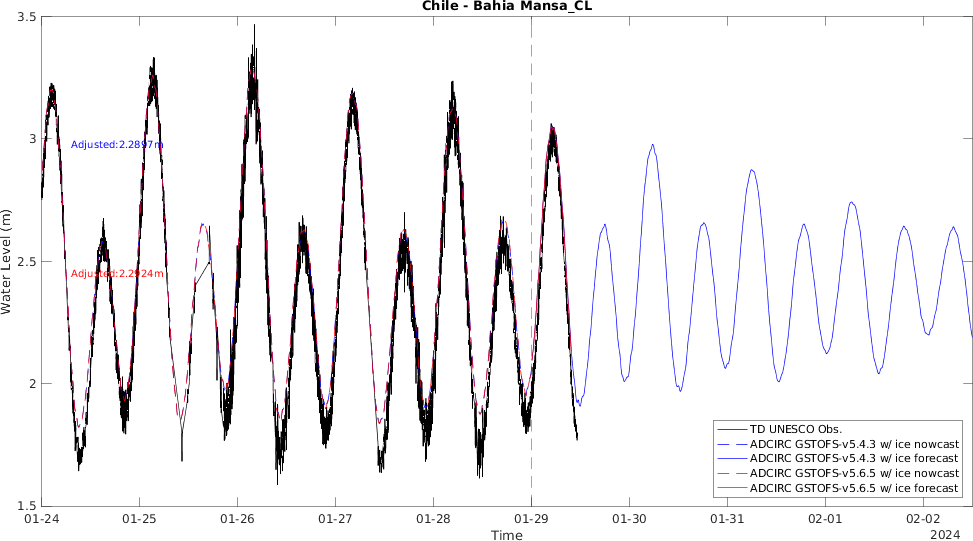 Chile - Bahia Mansa_CL
3.5
3
2.5
2
1.5
Water Level (m)
Adjusted:2.2897m
Adjusted:2.2924m
TD UNESCO Obs.
ADCIRC GSTOFS-v5.4.3 w/ ice nowcast
ADCIRC GSTOFS-v5.4.3 w/ ice forecast
ADCIRC GSTOFS-v5.6.5 w/ ice nowcast
ADCIRC GSTOFS-v5.6.5 w/ ice forecast
01-24 01-25 01-26 01-27 01-28 01-29 01-30 01-31 02-01 02-02
Time
2024